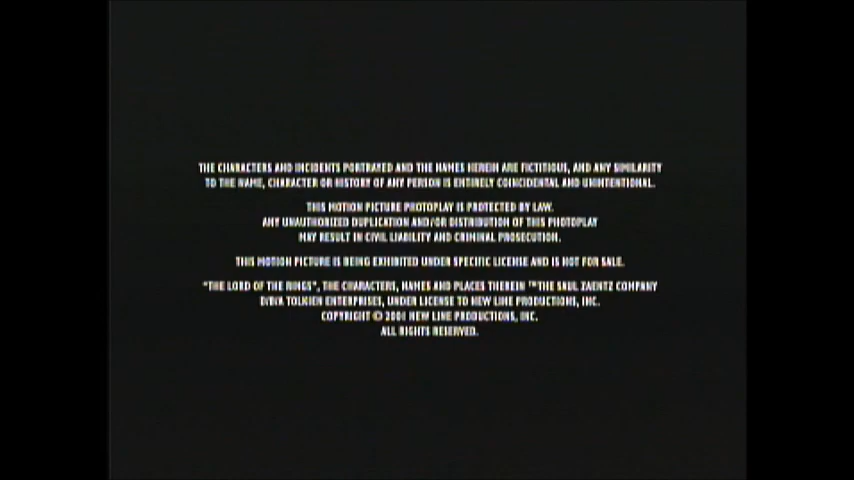 THE CHARACTERS AND INCIDENTS PORTRAYED AND THE NAMES HEREIN ARE FICTITIOUS, AND ANY SIMILARITY
TO THE NAME, CHARACTER OR HISTORY OF ANY PERSON IS ENTIRELY COINCIDENTAL AND UNINTENTIONAL.
THIS MOTION PICTURE PHOTOPLAY IS PROTECTED BY LAW.
ANY UNAUTHORIZED DUPLICATION AND/OR DISTRIBUTION OF THIS PHOTOPLAY
MAY RESULT IN CIVIL LIABILITY AND CRIMINAL PROSECUTION.
THIS MOTION PICTURE IS BEING EXHIBITED UNDER SPECIFIC LICENSE AND IS NOT FOR SALE.
"THE LORD OF THE RINGS", THE CHARACTERS, NAMES AND PLACES THEREIN ™THE SAUL ZAENTZ COMPANY
D/B/A TOLKIEN ENTERPRISES, UNDER LICENSE TO NEW LINE PRODUCTIONS, INC.
COPYRIGHT © 2001 NEW LINE PRODUCTIONS, INC.
ALL RIGHTS RESERVED.